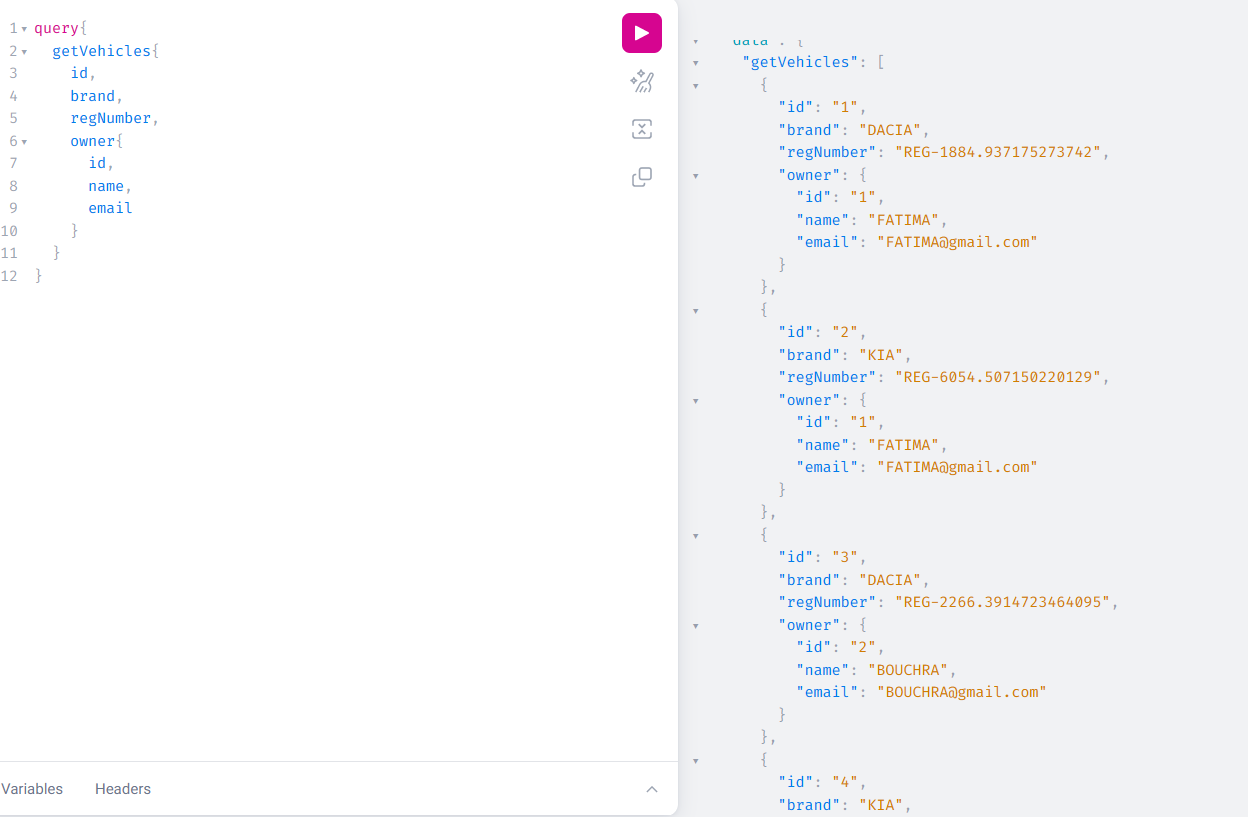 1 query{
2 getVehicles{
3 id,
4 brand,
5 regNumber,
6 owner{
7 id,
8 name,
9 email
10 }
11 }
12 }
Variables Headers
data": {
"getVehicles": [
{
"id": "1",
"brand": "DACIA",
"regNumber": "REG-1884.937175273742",
"owner": {
"id": "1",
"name": "FATIMA",
"email": "FATIMA@gmail.com"
}
},
{
"id": "2",
"brand": "KIA",
"regNumber": "REG-6054.507150220129",
"owner": {
"id": "1",
"name": "FATIMA",
"email": "FATIMA@gmail.com"
}
},
{
"id": "3",
"brand": "DACIA",
"regNumber": "REG-2266.3914723464095",
"owner": {
"id": "2",
"name": "BOUCHRA",
"email": "BOUCHRA@gmail.com"
}
},
{
"id": "4",
"brand": "KIA",